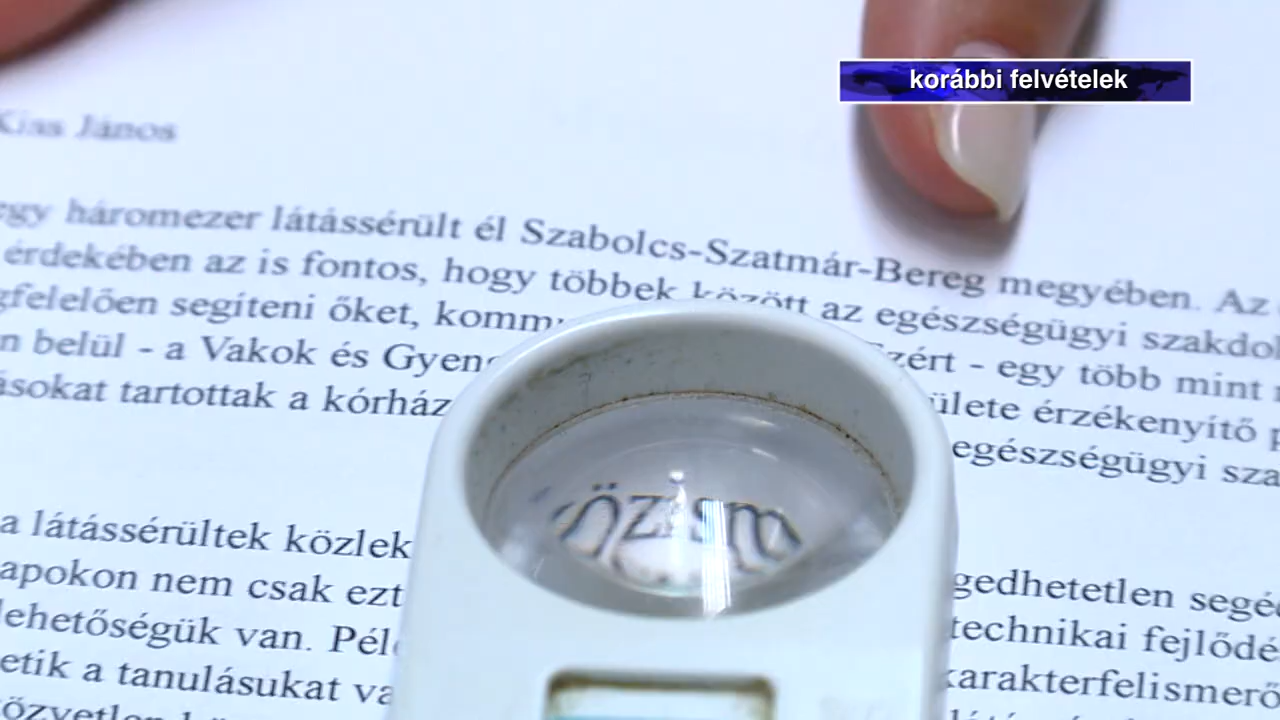 korábbi felvételek
Kiss János
egy háromezer látássérült él Szabolcs-Szatmár-Bereg megyében. Az
érdekében az is fontos, hogy többek között az egészségügyi szakdol
gfelelően segíteni őket, komm
n belül - a Vakok és Gyeng Ezért - egy több mint
ásokat tartottak a kórház ülete érzékenyítő p
egészségügyi sza
özism
a látássérültek közlek gedhetetlen segé
apokon nem csak ezt technikai fejlődé
lehetőségük van. Pél karakterfelismerő
etik a tanulásukat va